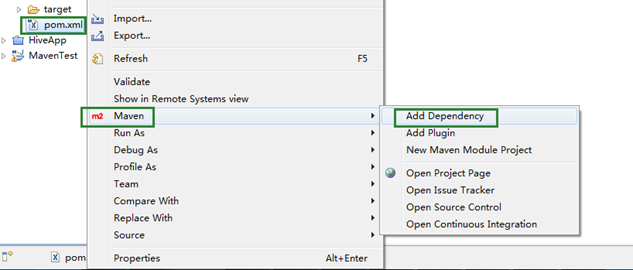 target
pom.xml
HiveApp
MavenTest
Import...
Export...
Refresh F5
Validate
Show in Remote Systems view
m2 Maven
Run As
Debug As
Profile As
Team
Compare With
Replace With
Source
Properties Alt+Enter
Add Dependency
Add Plugin
New Maven Module Project
Open Project Page
Open Issue Tracker
Open Source Control
Open Continuous Integration
pom